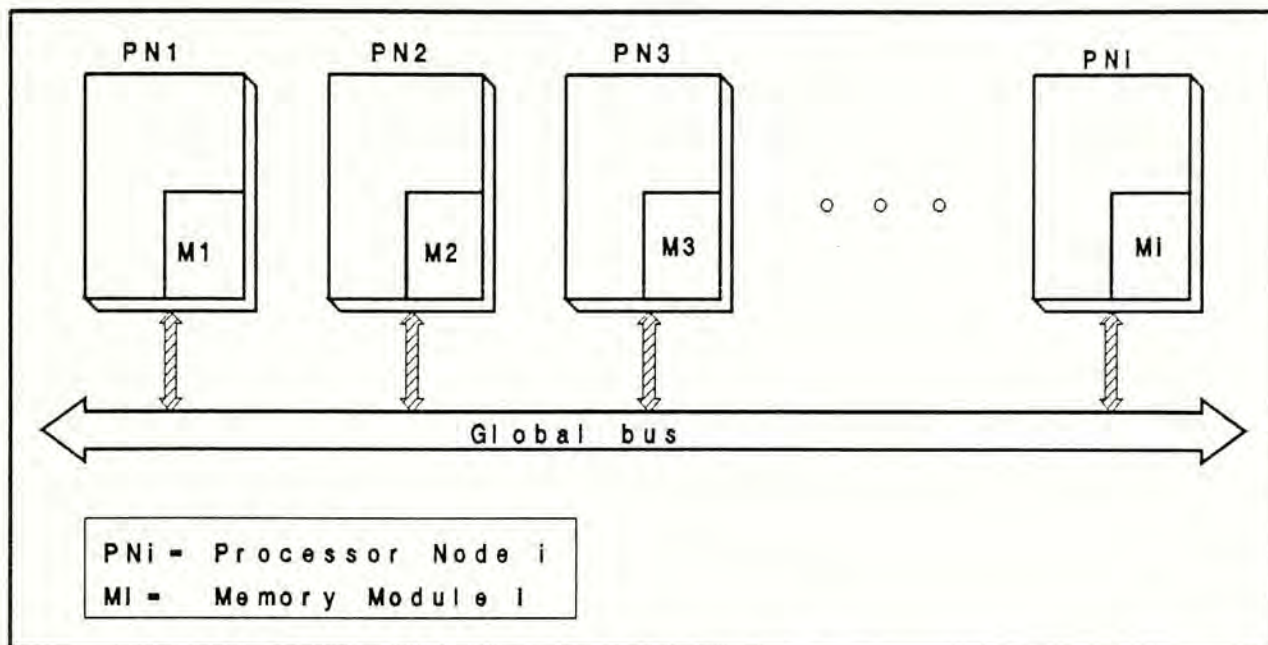 PN1 PN2 PN3 PNi
M1 M2 M3 Mi
Global bus
PNi = Processor Node i
Mi = Memory Module i